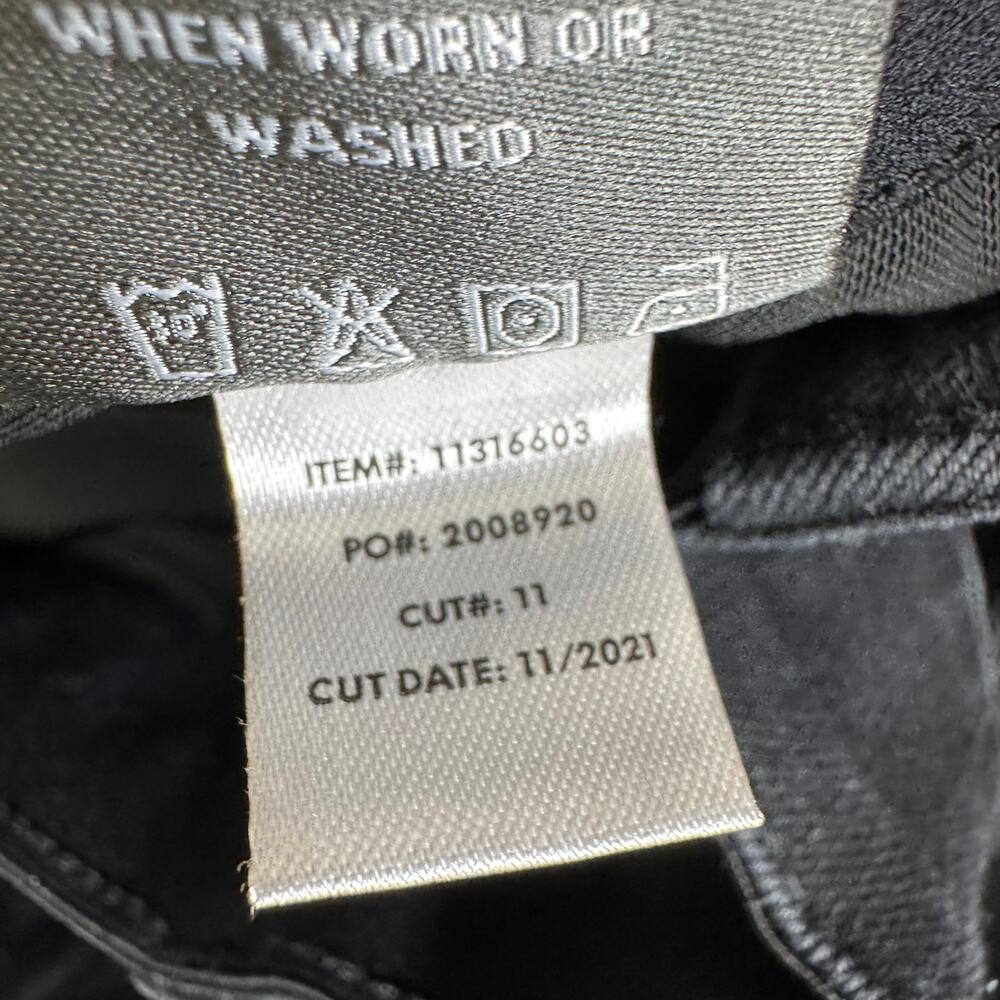 WHEN WORN OR
WASHED
ITEM#: 11316603
PO#: 2008920
CUT#: 11
CUT DATE: 11/2021